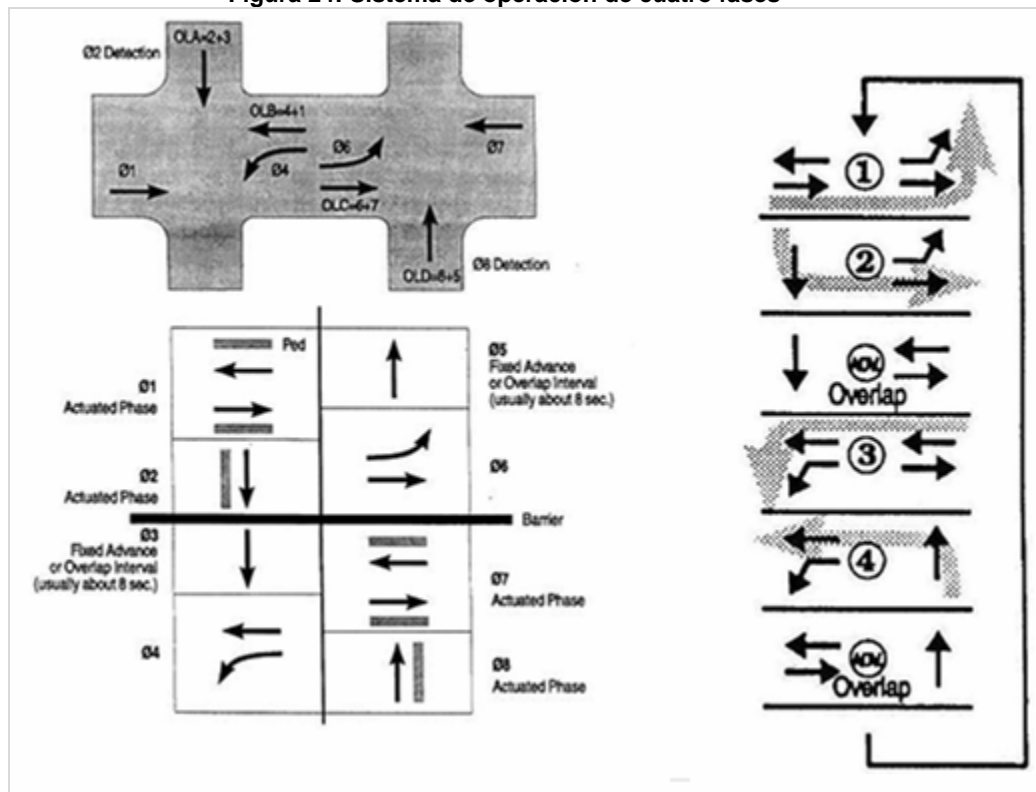 Figura 24. Sistema de operación de cuatro fases
OLA=2+3
Ø2 Detection
OLB=4+1
Ø6
Ø7
Ø4
Ø1
OLC=6+7
OLD=8+5
Ø8 Detection
Ped
Ø1
Actuated Phase
Ø5
Fixed Advance
or Overlap Interval
(usually about 8 sec.)
Ø2
Actuated Phase
Ø6
Barrier
Ø3
Fixed Advance
or Overlap Interval
(usually about 8 sec.)
Ø7
Actuated Phase
Ø4
Ø8
Actuated Phase
1
2
ADV.
Overlap
3
4
ADV.
Overlap